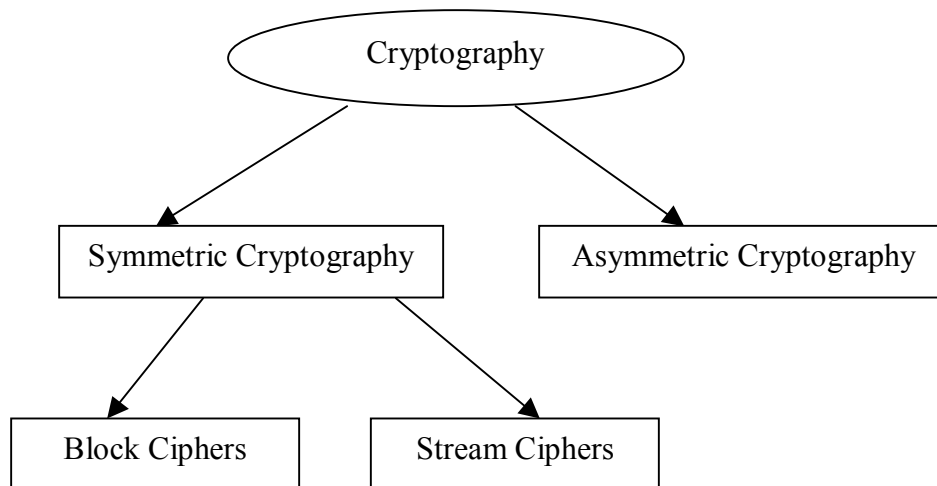 Cryptography
Symmetric Cryptography
Asymmetric Cryptography
Block Ciphers
Stream Ciphers